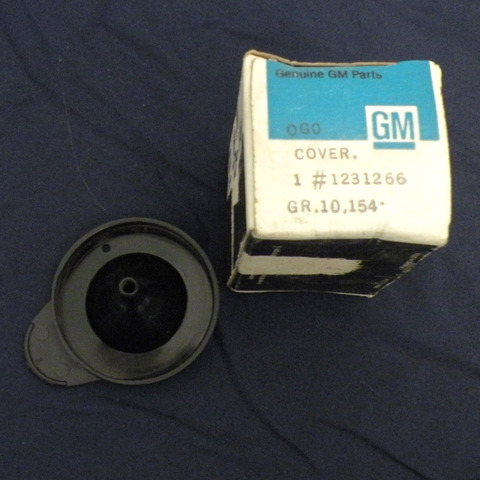 Genuine GM Parts
GM
OGO
COVER.
1 #1231266
GR.10,154